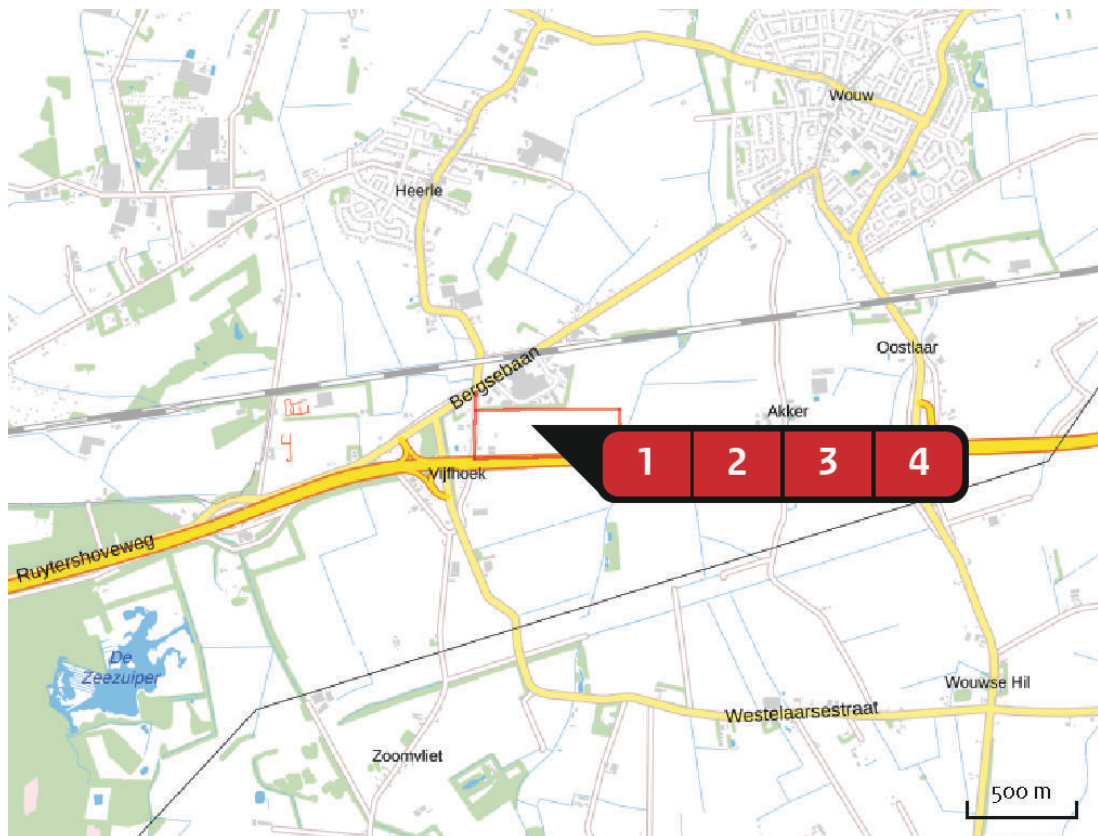 Wouw
Heerle
Oostlaar
Bergsebaan
Akker
1 2 3 4
Vijfhoek
Ruytershoveweg
De
Zeezuiper
Wouwse Hil
Westelaarsestraat
Zoomvliet
500 m